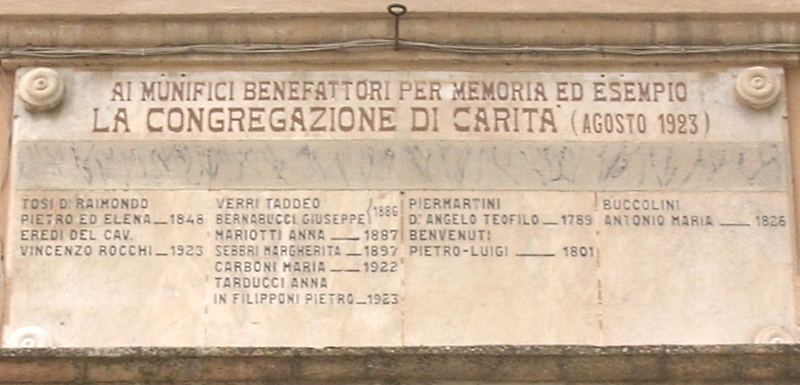 AI MUNIFICI BENEFATTORI PER MEMORIA ED ESEMPIO
LA CONGREGAZIONE DI CARITA' (AGOSTO 1923)
TOSI DI RAIMONDO
PIETRO ED ELENA — 1848
EREDI DEL CAV.
VINCENZO ROCCHI — 1923
VERRI TADDEO
BERNABUCCI GIUSEPPE 1886
MARIOTTI ANNA — 1887
SEBBRI MARGHERITA — 1897
CARBONI MARIA — 1922
TARDUCCI ANNA
IN FILIPPONI PIETRO — 1923
PIERMARTINI
D'ANGELO TEOFILO — 1789
BENVENUTI
PIETRO-LUIGI — 1801
BUCCOLINI
ANTONIO MARIA — 1826